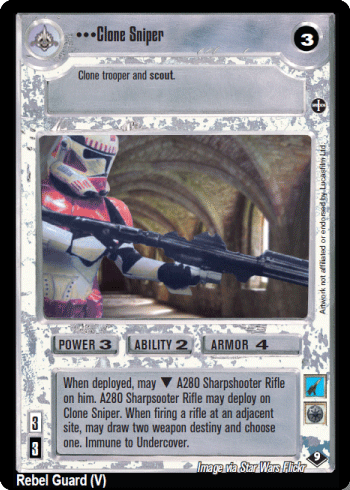 •••Clone Sniper
3
Clone trooper and scout.
Artwork not affiliated or endorsed by Lucasfilm Ltd.
POWER 3
ABILITY 2
ARMOR 4
When deployed, may ▼ A280 Sharpshooter Rifle
on him. A280 Sharpsooter Rifle may deploy on
Clone Sniper. When firing a rifle at an adjacent
site, may draw two weapon destiny and choose
one. Immune to Undercover.
3
3
9
Image via Star Wars Flickr
Rebel Guard (V)